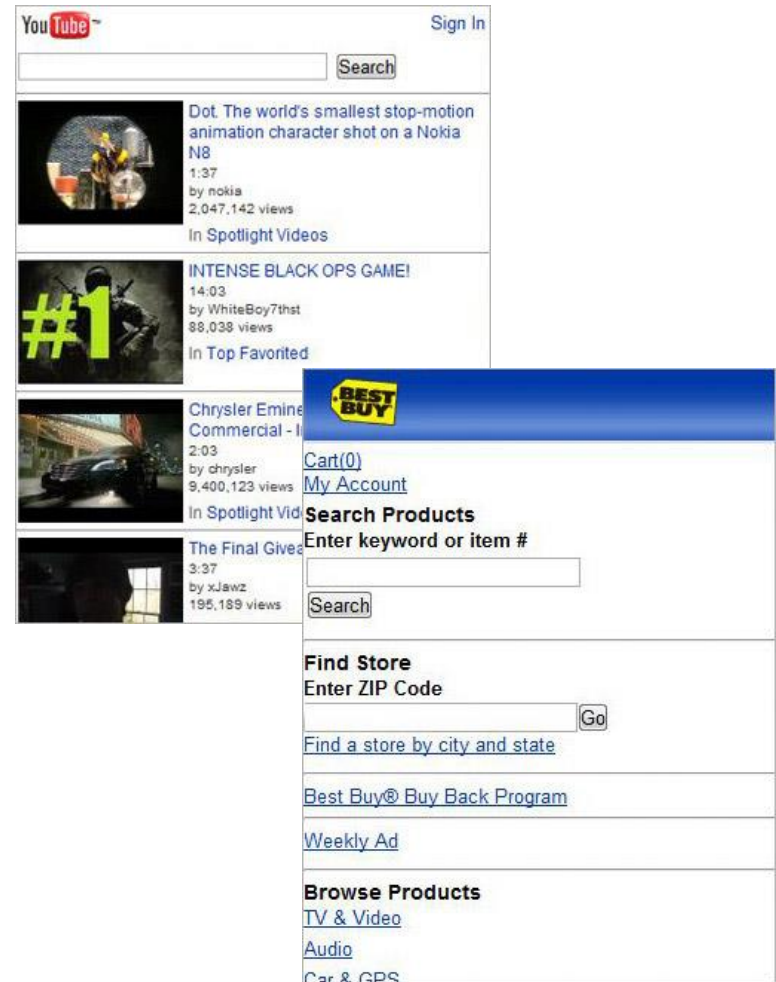 YouTube
Sign In
Search
Dot. The world's smallest stop-motion
animation character shot on a Nokia
N8
1:37
by nokia
2,047,142 views
In Spotlight Videos
#1
INTENSE BLACK OPS GAME!
14:03
by WhiteBoy7thst
88,038 views
In Top Favorited
Chrysler Emine
Commercial - I
2:03
by chrysler
9,400,123 views
In Spotlight Vid
The Final Givea
3:37
by xJawz
195,189 views
BEST
BUY
Cart(0)
My Account
Search Products
Enter keyword or item #
Search
Find Store
Enter ZIP Code
Go
Find a store by city and state
Best Buy® Buy Back Program
Weekly Ad
Browse Products
TV & Video
Audio
Car & GPS